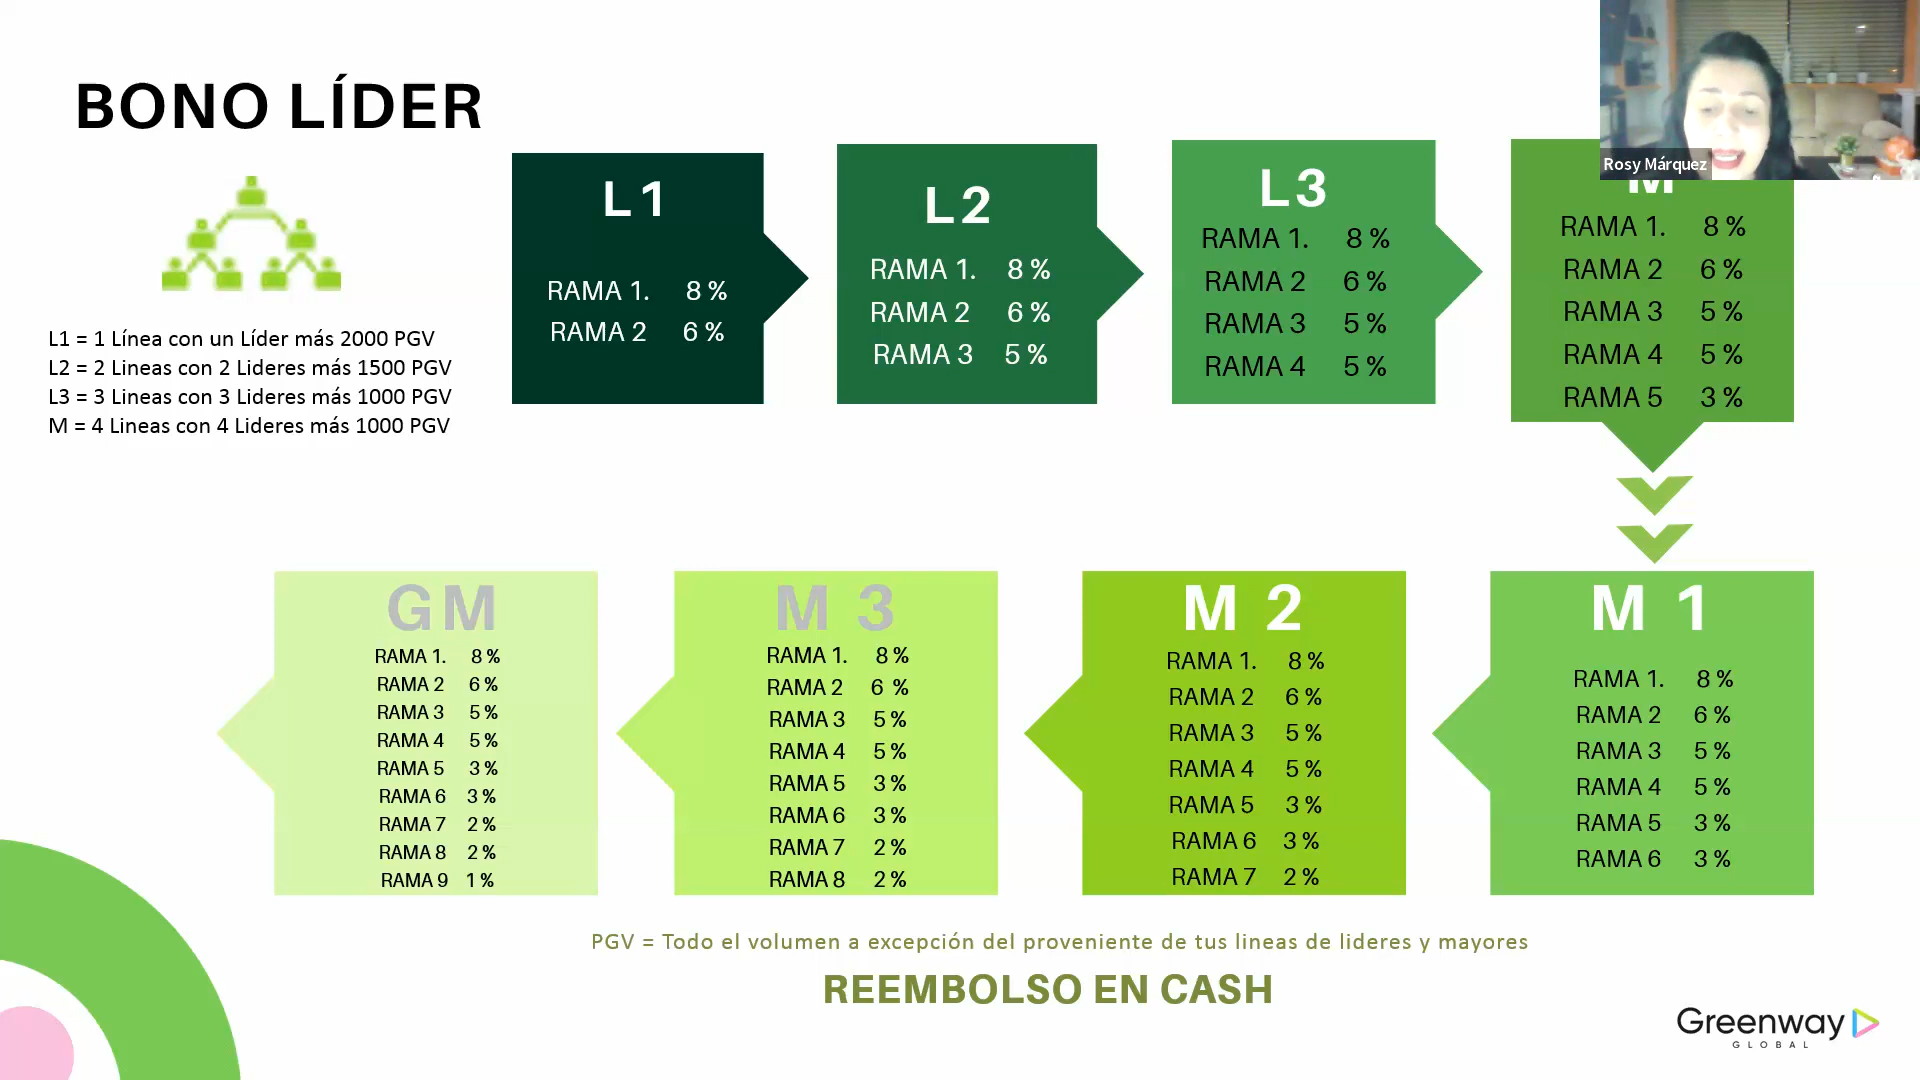 BONO LÍDER
Rosy Márquez
L1 = 1 Línea con un Líder más 2000 PGV
L2 = 2 Lineas con 2 Lideres más 1500 PGV
L3 = 3 Lineas con 3 Lideres más 1000 PGV
M = 4 Lineas con 4 Lideres más 1000 PGV
L1
RAMA 1. 8 %
RAMA 2 6 %
L2
RAMA 1. 8 %
RAMA 2 6 %
RAMA 3 5 %
L3
RAMA 1. 8 %
RAMA 2 6 %
RAMA 3 5 %
RAMA 4 5 %
M
RAMA 1. 8 %
RAMA 2 6 %
RAMA 3 5 %
RAMA 4 5 %
RAMA 5 3 %
GM
RAMA 1. 8 %
RAMA 2 6 %
RAMA 3 5 %
RAMA 4 5 %
RAMA 5 3 %
RAMA 6 3 %
RAMA 7 2 %
RAMA 8 2 %
RAMA 9 1 %
M 3
RAMA 1. 8 %
RAMA 2 6 %
RAMA 3 5 %
RAMA 4 5 %
RAMA 5 3 %
RAMA 6 3 %
RAMA 7 2 %
RAMA 8 2 %
M 2
RAMA 1. 8 %
RAMA 2 6 %
RAMA 3 5 %
RAMA 4 5 %
RAMA 5 3 %
RAMA 6 3 %
RAMA 7 2 %
M 1
RAMA 1. 8 %
RAMA 2 6 %
RAMA 3 5 %
RAMA 4 5 %
RAMA 5 3 %
RAMA 6 3 %
PGV = Todo el volumen a excepción del proveniente de tus lineas de lideres y mayores
REEMBOLSO EN CASH
Greenway
GLOBAL